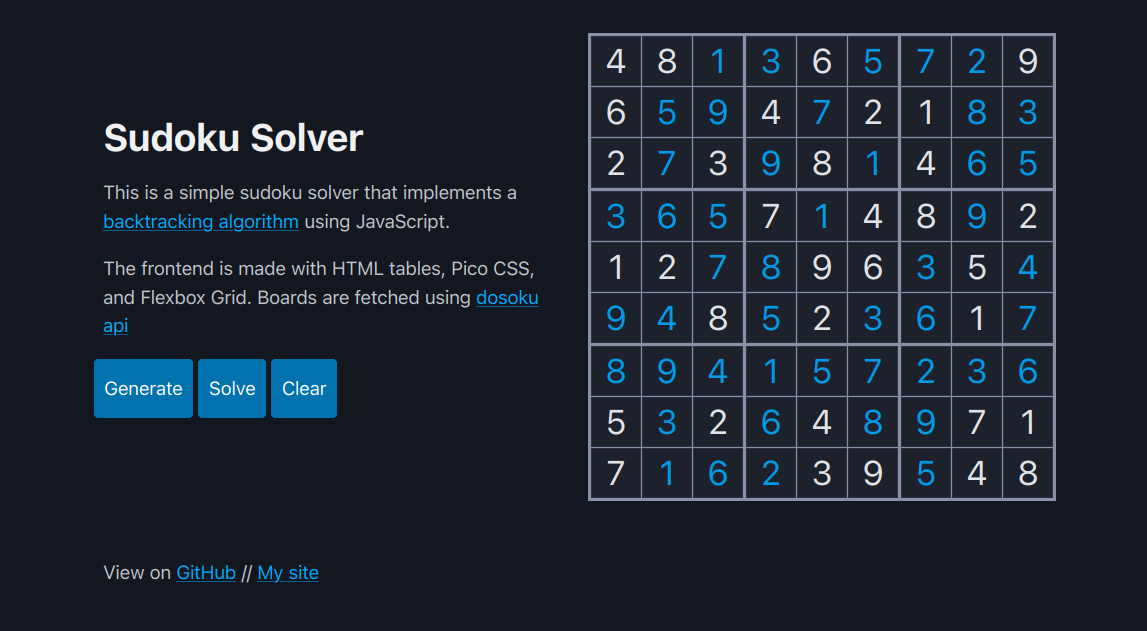 Sudoku Solver
This is a simple sudoku solver that implements a
backtracking algorithm using JavaScript.
The frontend is made with HTML tables, Pico CSS,
and Flexbox Grid. Boards are fetched using dosoku
api
Generate Solve Clear
4 8 1 3 6 5 7 2 9
6 5 9 4 7 2 1 8 3
2 7 3 9 8 1 4 6 5
3 6 5 7 1 4 8 9 2
1 2 7 8 9 6 3 5 4
9 4 8 5 2 3 6 1 7
8 9 4 1 5 7 2 3 6
5 3 2 6 4 8 9 7 1
7 1 6 2 3 9 5 4 8
View on GitHub // My site